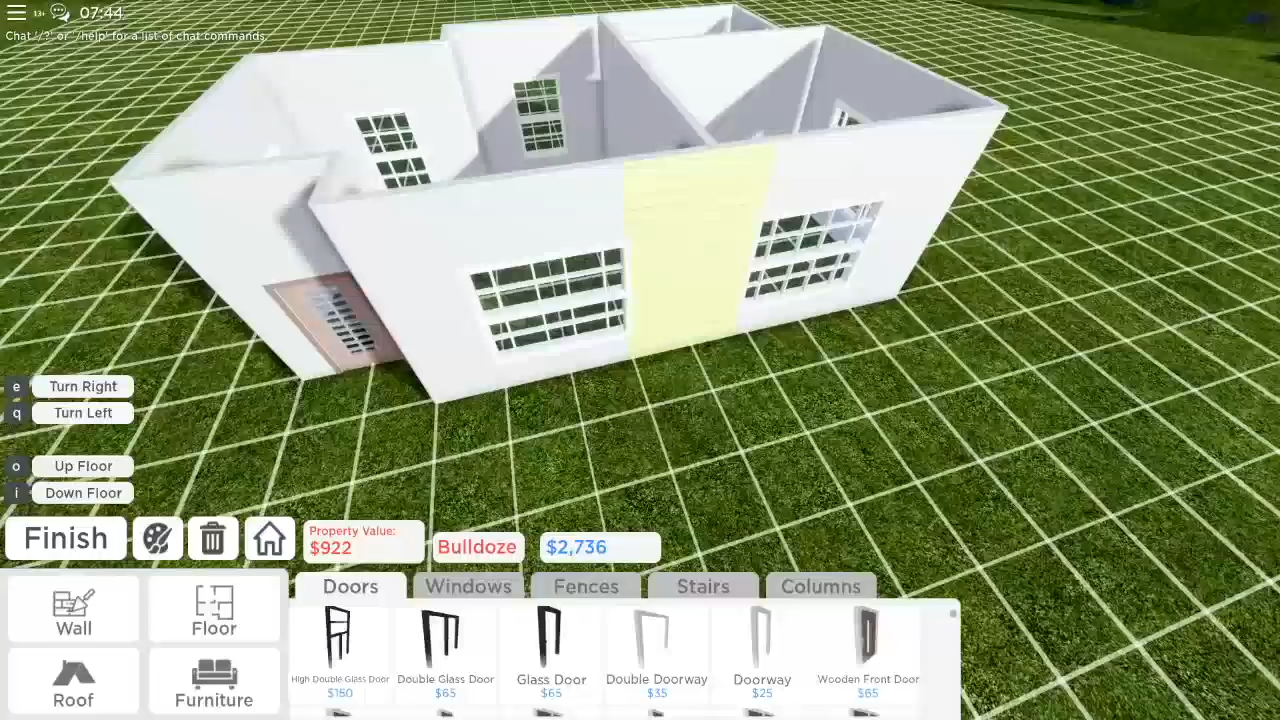 13+ 07:44
Chat '/?' or '/help' for a list of chat commands.
e Turn Right
q Turn Left
o Up Floor
i Down Floor
Finish
Property Value:
$922
Bulldoze
$2,736
Wall
Floor
Roof
Furniture
Doors Windows Fences Stairs Columns
High Double Glass Door
$150
Double Glass Door
$65
Glass Door
$65
Double Doorway
$35
Doorway
$25
Wooden Front Door
$65